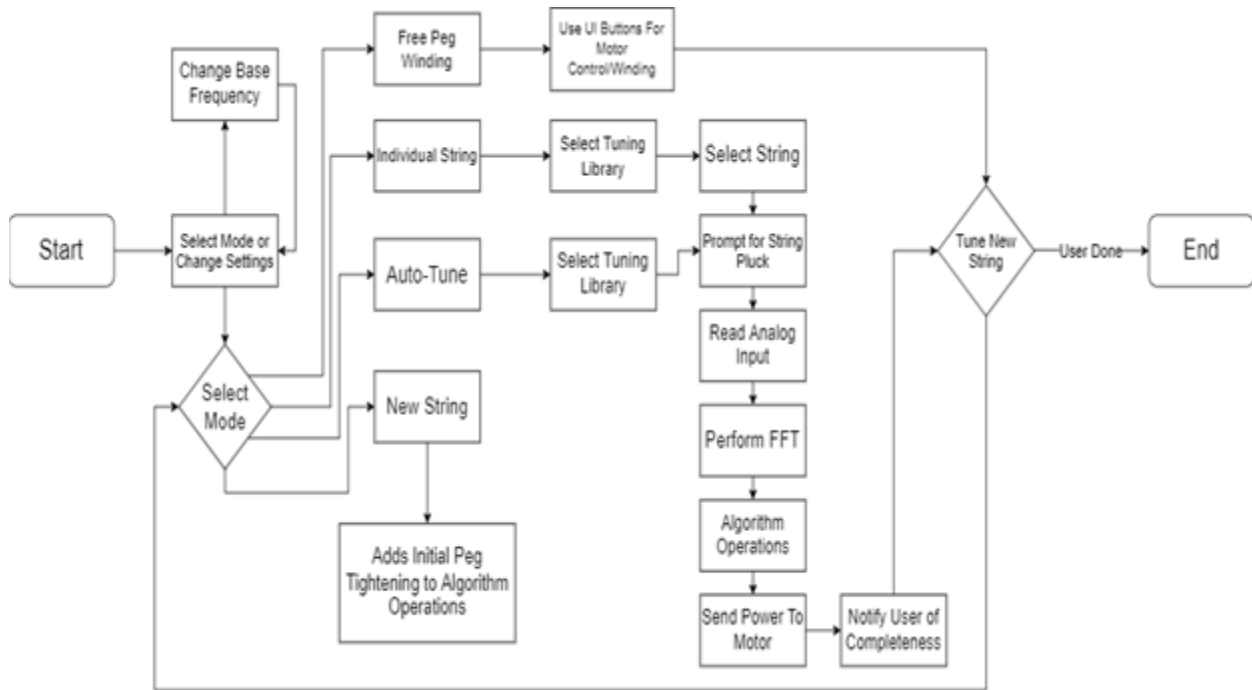 Start
Change Base
Frequency
Select Mode or
Change Settings
Select
Mode
Free Peg
Winding
Use UI Buttons For
Motor
Control/Winding
Individual String
Select Tuning
Library
Select String
Auto-Tune
Select Tuning
Library
Prompt for String
Pluck
New String
Adds Initial Peg
Tightening to Algorithm
Operations
Read Analog
Input
Perform FFT
Algorithm
Operations
Send Power To
Motor
Notify User of
Completeness
Tune New
String
User Done
End